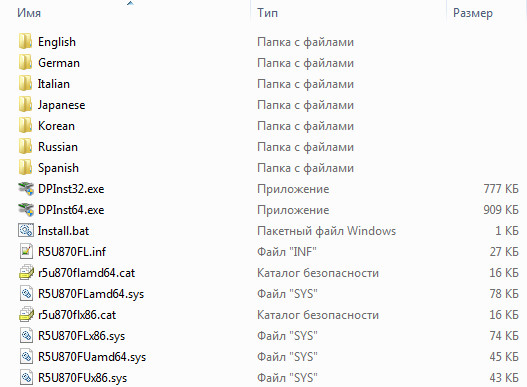 Имя Тип Размер
English Папка с файлами
German Папка с файлами
Italian Папка с файлами
Japanese Папка с файлами
Korean Папка с файлами
Russian Папка с файлами
Spanish Папка с файлами
DPInst32.exe Приложение 777 КБ
DPInst64.exe Приложение 909 КБ
Install.bat Пакетный файл Windows 1 КБ
R5U870FL.inf Файл "INF" 27 КБ
r5u870flamd64.cat Каталог безопасности 16 КБ
R5U870FLamd64.sys Файл "SYS" 78 КБ
r5u870flx86.cat Каталог безопасности 16 КБ
R5U870FLx86.sys Файл "SYS" 74 КБ
R5U870FUamd64.sys Файл "SYS" 45 КБ
R5U870FUx86.sys Файл "SYS" 43 КБ